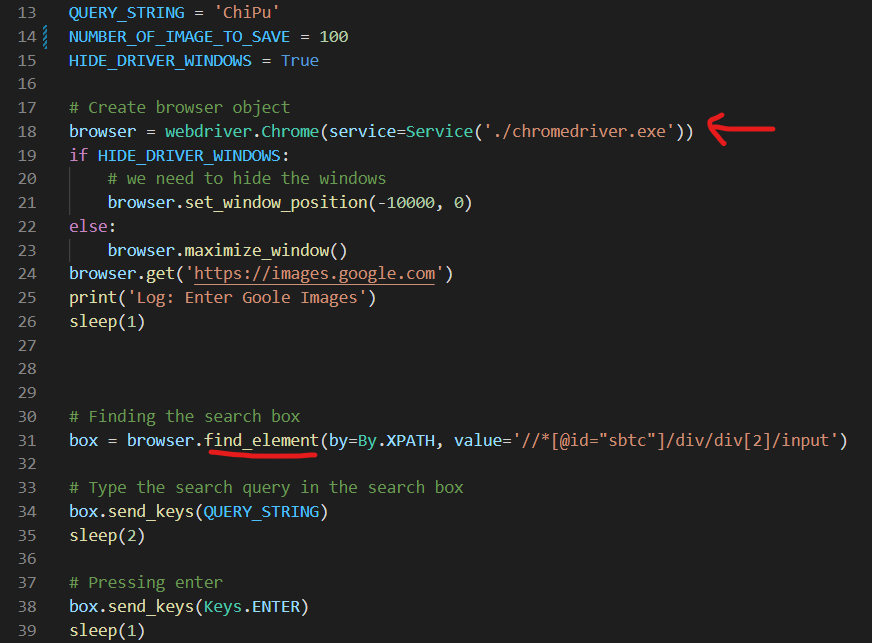 13 QUERY_STRING = 'ChiPu'
14 NUMBER_OF_IMAGE_TO_SAVE = 100
15 HIDE_DRIVER_WINDOWS = True
16
17 # Create browser object
18 browser = webdriver.Chrome(service=Service('./chromedriver.exe'))
19 if HIDE_DRIVER_WINDOWS:
20     # we need to hide the windows
21     browser.set_window_position(-10000, 0)
22 else:
23     browser.maximize_window()
24 browser.get('https://images.google.com')
25 print('Log: Enter Goole Images')
26 sleep(1)
27
28
29
30 # Finding the search box
31 box = browser.find_element(by=By.XPATH, value='//*[@id="sbtc"]/div/div[2]/input')
32
33 # Type the search query in the search box
34 box.send_keys(QUERY_STRING)
35 sleep(2)
36
37 # Pressing enter
38 box.send_keys(Keys.ENTER)
39 sleep(1)